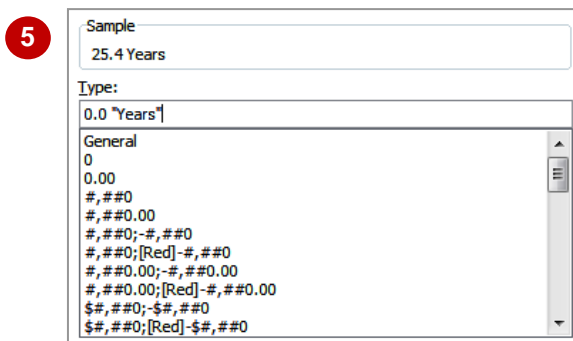 5
Sample
25.4 Years
Type:
0.0 "Years"
General
0
0.00
#,##0
#,##0.00
#,##0;-#,##0
#,##0;[Red]-#,##0
#,##0.00;-#,##0.00
#,##0.00;[Red]-#,##0.00
$#,##0;-$#,##0
$#,##0;[Red]-$#,##0